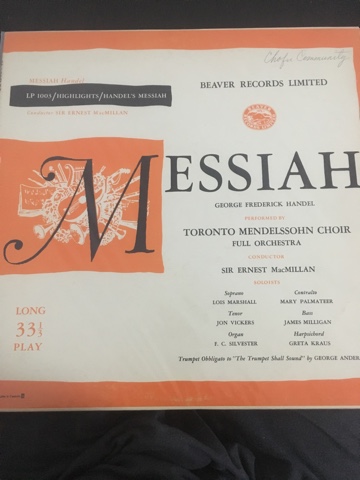 Chofu Community
MESSIAH Handel
LP 1003/HIGHLIGHTS/HANDEL'S MESSIAH
Conductor: SIR ERNEST MacMILLAN
BEAVER RECORDS LIMITED
BEAVER
MESSIAH
GEORGE FREDERICK HANDEL
PERFORMED BY
TORONTO MENDELSSOHN CHOIR
FULL ORCHESTRA
CONDUCTOR
SIR ERNEST MacMILLAN
SOLOISTS
Soprano Contralto
LOIS MARSHALL MARY PALMATEER
Tenor Bass
JON VICKERS JAMES MILLIGAN
Organ Harpsichord
F. C. SILVESTER GRETA KRAUS
Trumpet Obbligato to "The Trumpet Shall Sound" by GEORGE ANDER
LONG
33⅓
PLAY